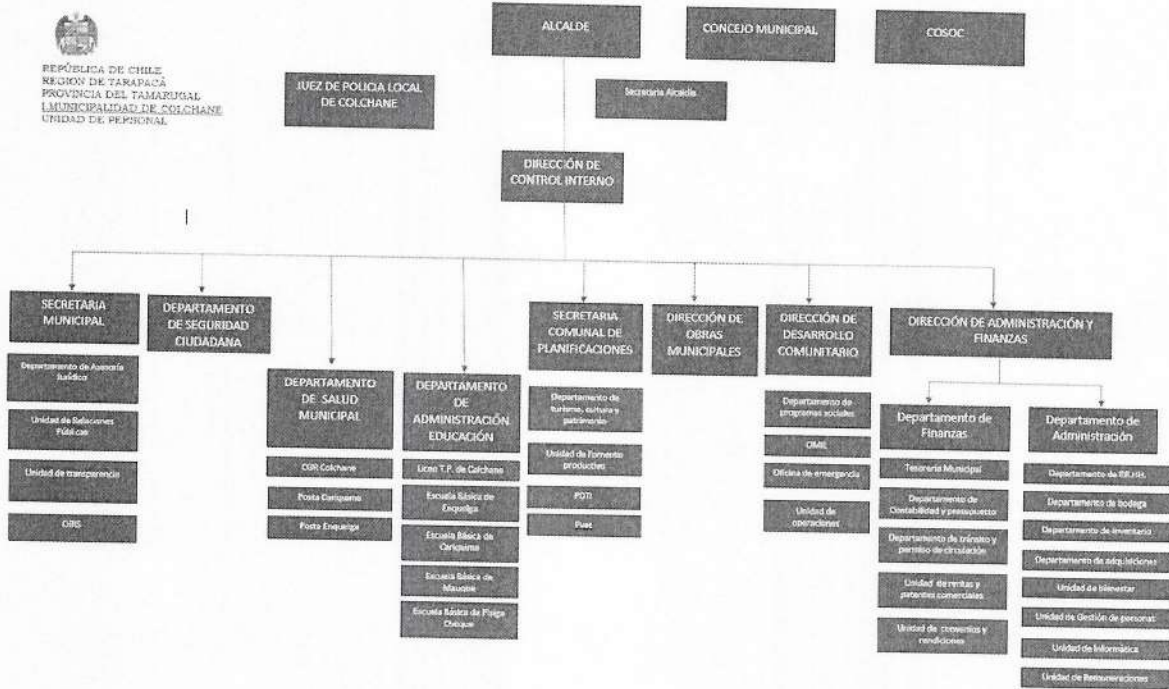 ALCALDE
CONCEJO MUNICIPAL
COSOC
REPÚBLICA DE CHILE
REGION DE TARAPACÁ
PROVINCIA DEL TAMARUGAL
I.MUNICIPALIDAD DE COLCHANE
UNIDAD DE PERSONAL
JUEZ DE POLICIA LOCAL
DE COLCHANE
Secretaria Alcaldía
DIRECCIÓN DE
CONTROL INTERNO
SECRETARIA
MUNICIPAL
Departamento de Asesoría
Jurídico
Unidad de Relaciones
Públicas
Unidad de transparencia
OIRS
DEPARTAMENTO
DE SEGURIDAD
CIUDADANA
DEPARTAMENTO
DE SALUD
MUNICIPAL
CGR Colchane
Posta Cariquima
Posta Enquelga
DEPARTAMENTO
DE
ADMINISTRACIÓN
EDUCACIÓN
Liceo T.P. de Colchane
Escuela Básica de
Enquelga
Escuela Básica de
Cariquima
Escuela Básica de
Mauque
Escuela Básica de Pisiga
Choque
SECRETARIA
COMUNAL DE
PLANIFICACIONES
Departamento de
turismo, cultura y
patrimonio
Unidad de Fomento
productivo
PDTI
DIRECCIÓN DE
OBRAS
MUNICIPALES
DIRECCIÓN DE
DESARROLLO
COMUNITARIO
Departamento de
programas sociales
OMIL
Oficina de emergencia
Unidad de
operaciones
DIRECCIÓN DE ADMINISTRACIÓN Y
FINANZAS
Departamento de
Finanzas
Tesorería Municipal
Departamento de
Contabilidad y presupuesto
Departamento de tránsito y
permiso de circulación
Unidad de rentas y
patentes comerciales
Unidad de convenios y
rendiciones
Departamento de
Administración
Departamento de RR.HH.
Departamento de bodega
Departamento de inventario
Departamento de adquisiciones
Unidad de bienestar
Unidad de Gestión de personal
Unidad de Informática
Unidad de Remuneraciones